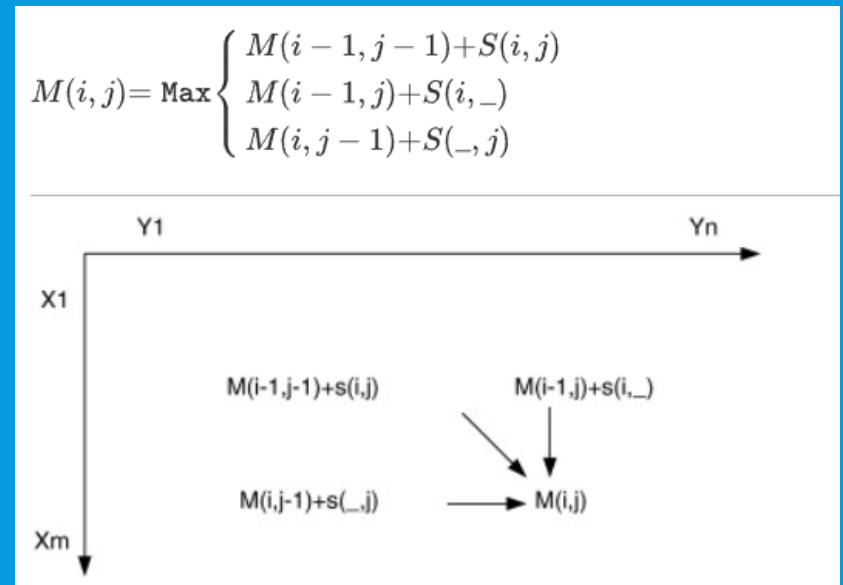 M(i − 1, j − 1)+S(i, j)
M(i, j)= Max{ M(i − 1, j)+S(i, _)
M(i, j − 1)+S(_, j)
Y1 Yn
X1
M(i-1,j-1)+s(i,j) M(i-1,j)+s(i,_)
M(i,j-1)+s(_,j) M(i,j)
Xm